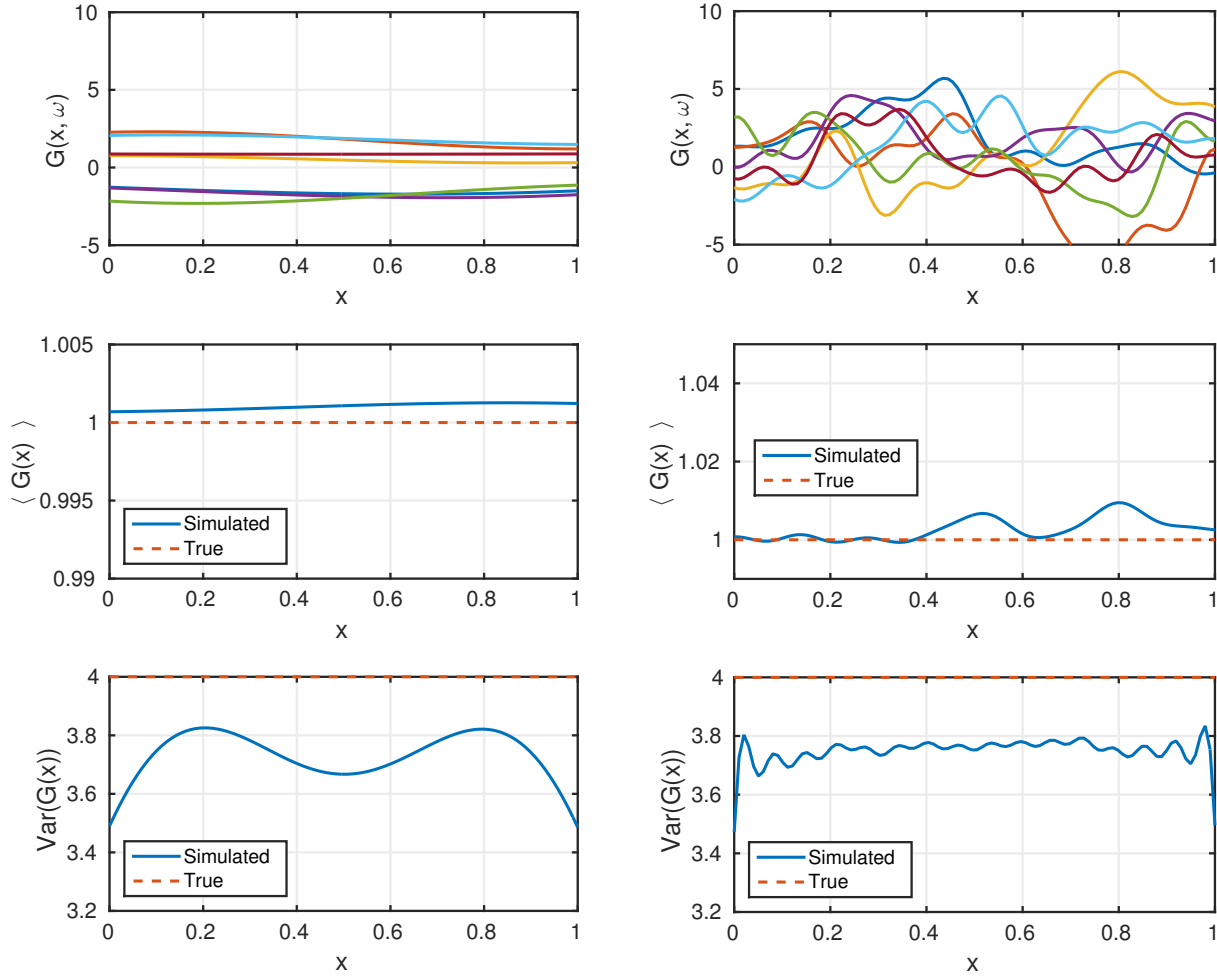 10
5
0
-5
G(x, ω)
0 0.2 0.4 0.6 0.8 1
x
10
5
0
-5
G(x, ω)
0 0.2 0.4 0.6 0.8 1
x
1.005
1
0.995
0.99
⟨ G(x) ⟩
Simulated
True
0 0.2 0.4 0.6 0.8 1
x
1.04
1.02
1
⟨ G(x) ⟩
Simulated
True
0 0.2 0.4 0.6 0.8 1
x
4
3.8
3.6
3.4
3.2
Var(G(x))
Simulated
True
0 0.2 0.4 0.6 0.8 1
x
4
3.8
3.6
3.4
3.2
Var(G(x))
Simulated
True
0 0.2 0.4 0.6 0.8 1
x